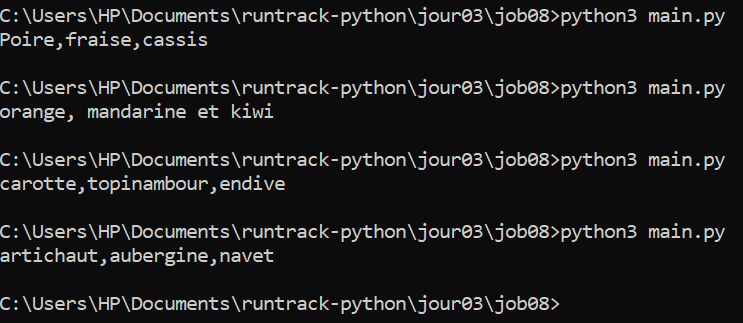 C:\Users\HP\Documents\runtrack-python\jour03\job08>python3 main.py
Poire,fraise,cassis
C:\Users\HP\Documents\runtrack-python\jour03\job08>python3 main.py
orange, mandarine et kiwi
C:\Users\HP\Documents\runtrack-python\jour03\job08>python3 main.py
carotte,topinambour,endive
C:\Users\HP\Documents\runtrack-python\jour03\job08>python3 main.py
artichaut,aubergine,navet
C:\Users\HP\Documents\runtrack-python\jour03\job08>